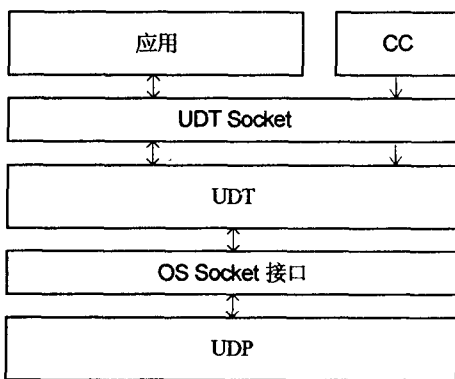 应用
CC
UDT Socket
UDT
OS Socket 接口
UDP